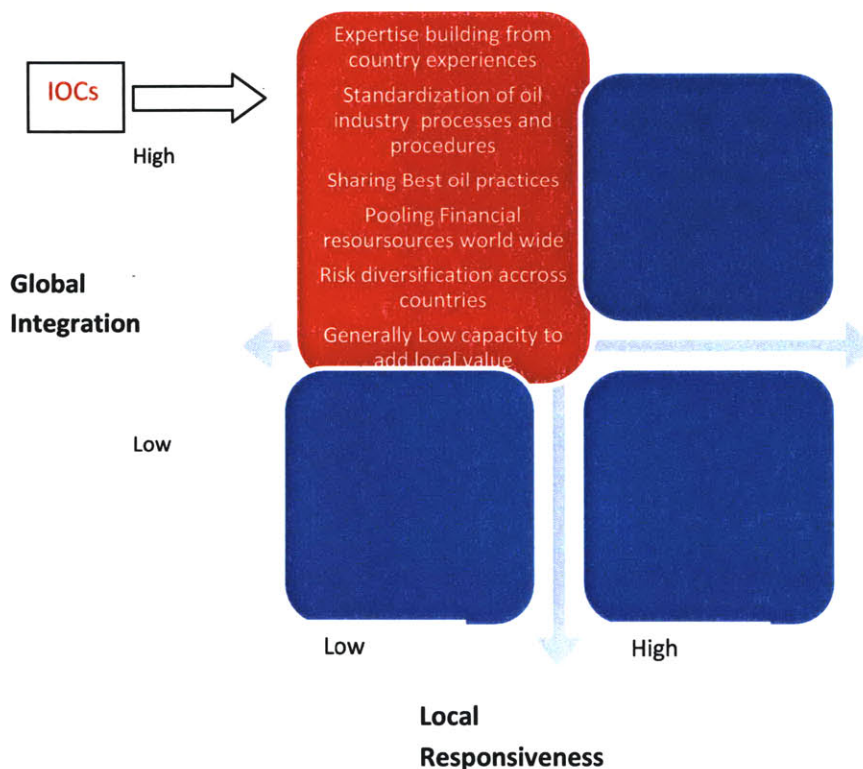 Expertise building from
country experiences
IOCs
Standardization of oil
industry processes and
procedures
High
Sharing Best oil practices
Pooling Financial
resoursources world wide
Global
Integration
Risk diversification accross
countries
Generally Low capacity to
add local value
Low
Low
High
Local
Responsiveness